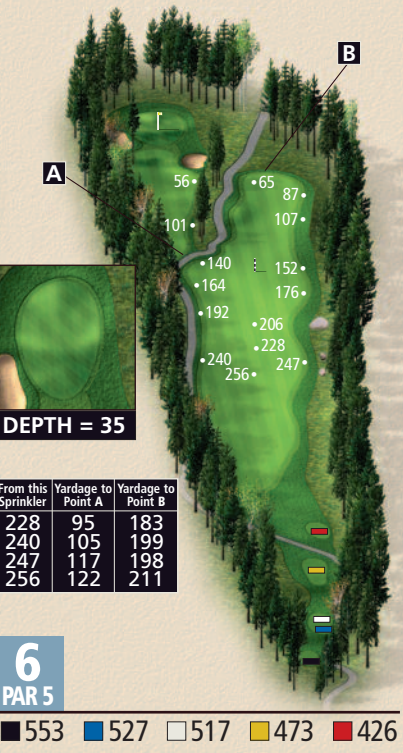 B
A
56
65
87
101
107
140
152
164
176
192
206
228
240
247
256
DEPTH = 35
From this Sprinkler Yardage to Point A Yardage to Point B
228 95 183
240 105 199
247 117 198
256 122 211
6
PAR 5
553 527 517 473 426